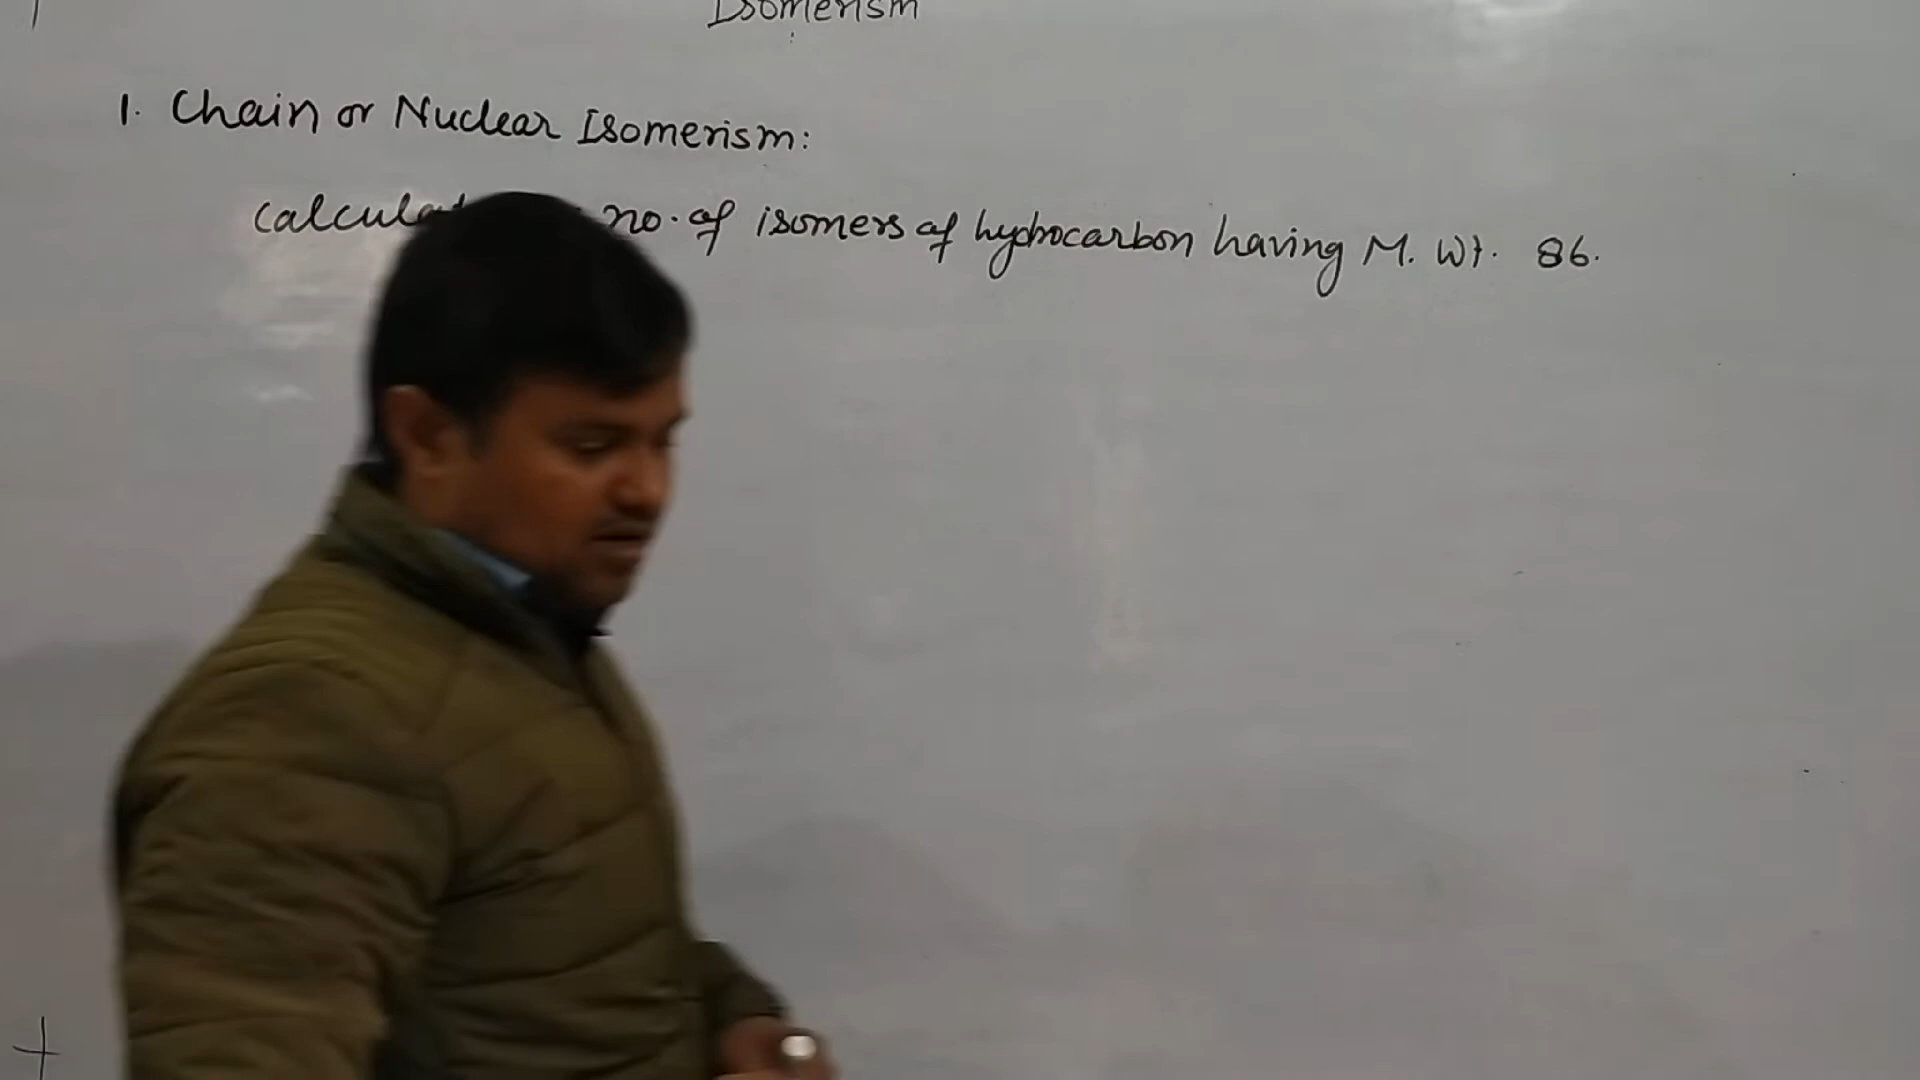 Isomerism
1. Chain or Nuclear Isomerism:
no. of isomers of hydrocarbon having M. Wt. 86.